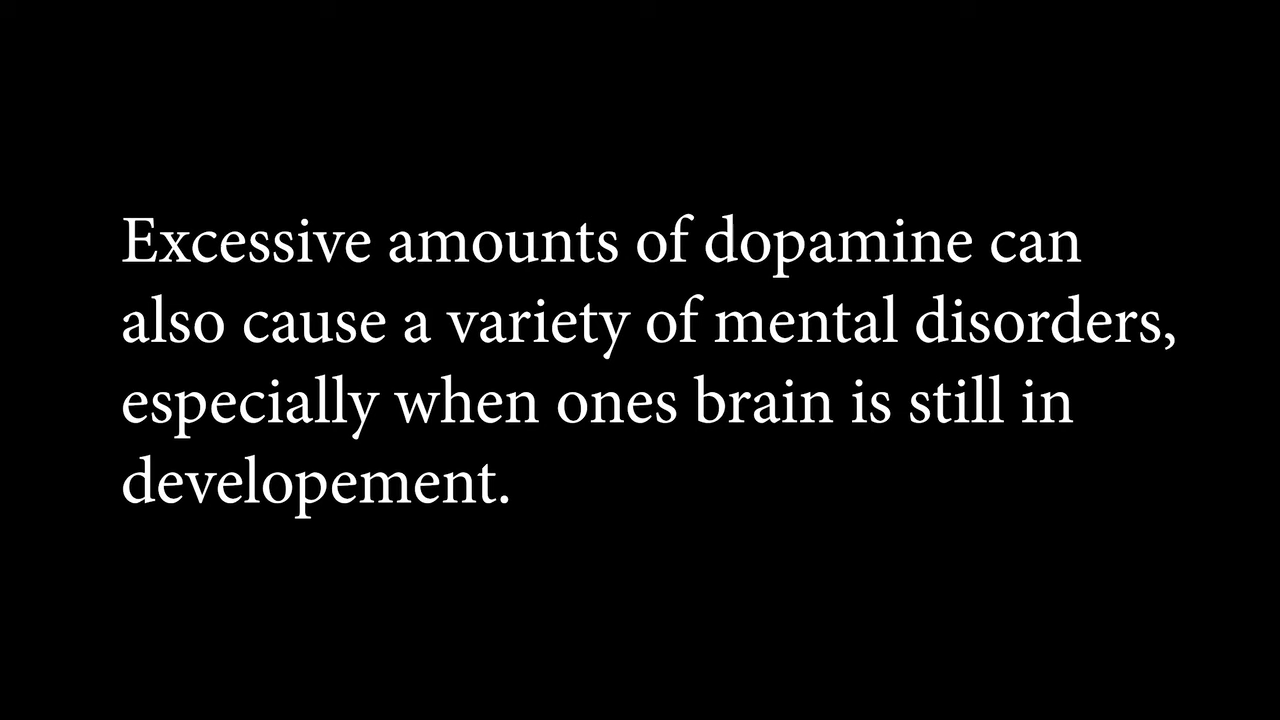 Excessive amounts of dopamine can
also cause a variety of mental disorders,
especially when ones brain is still in
developement.